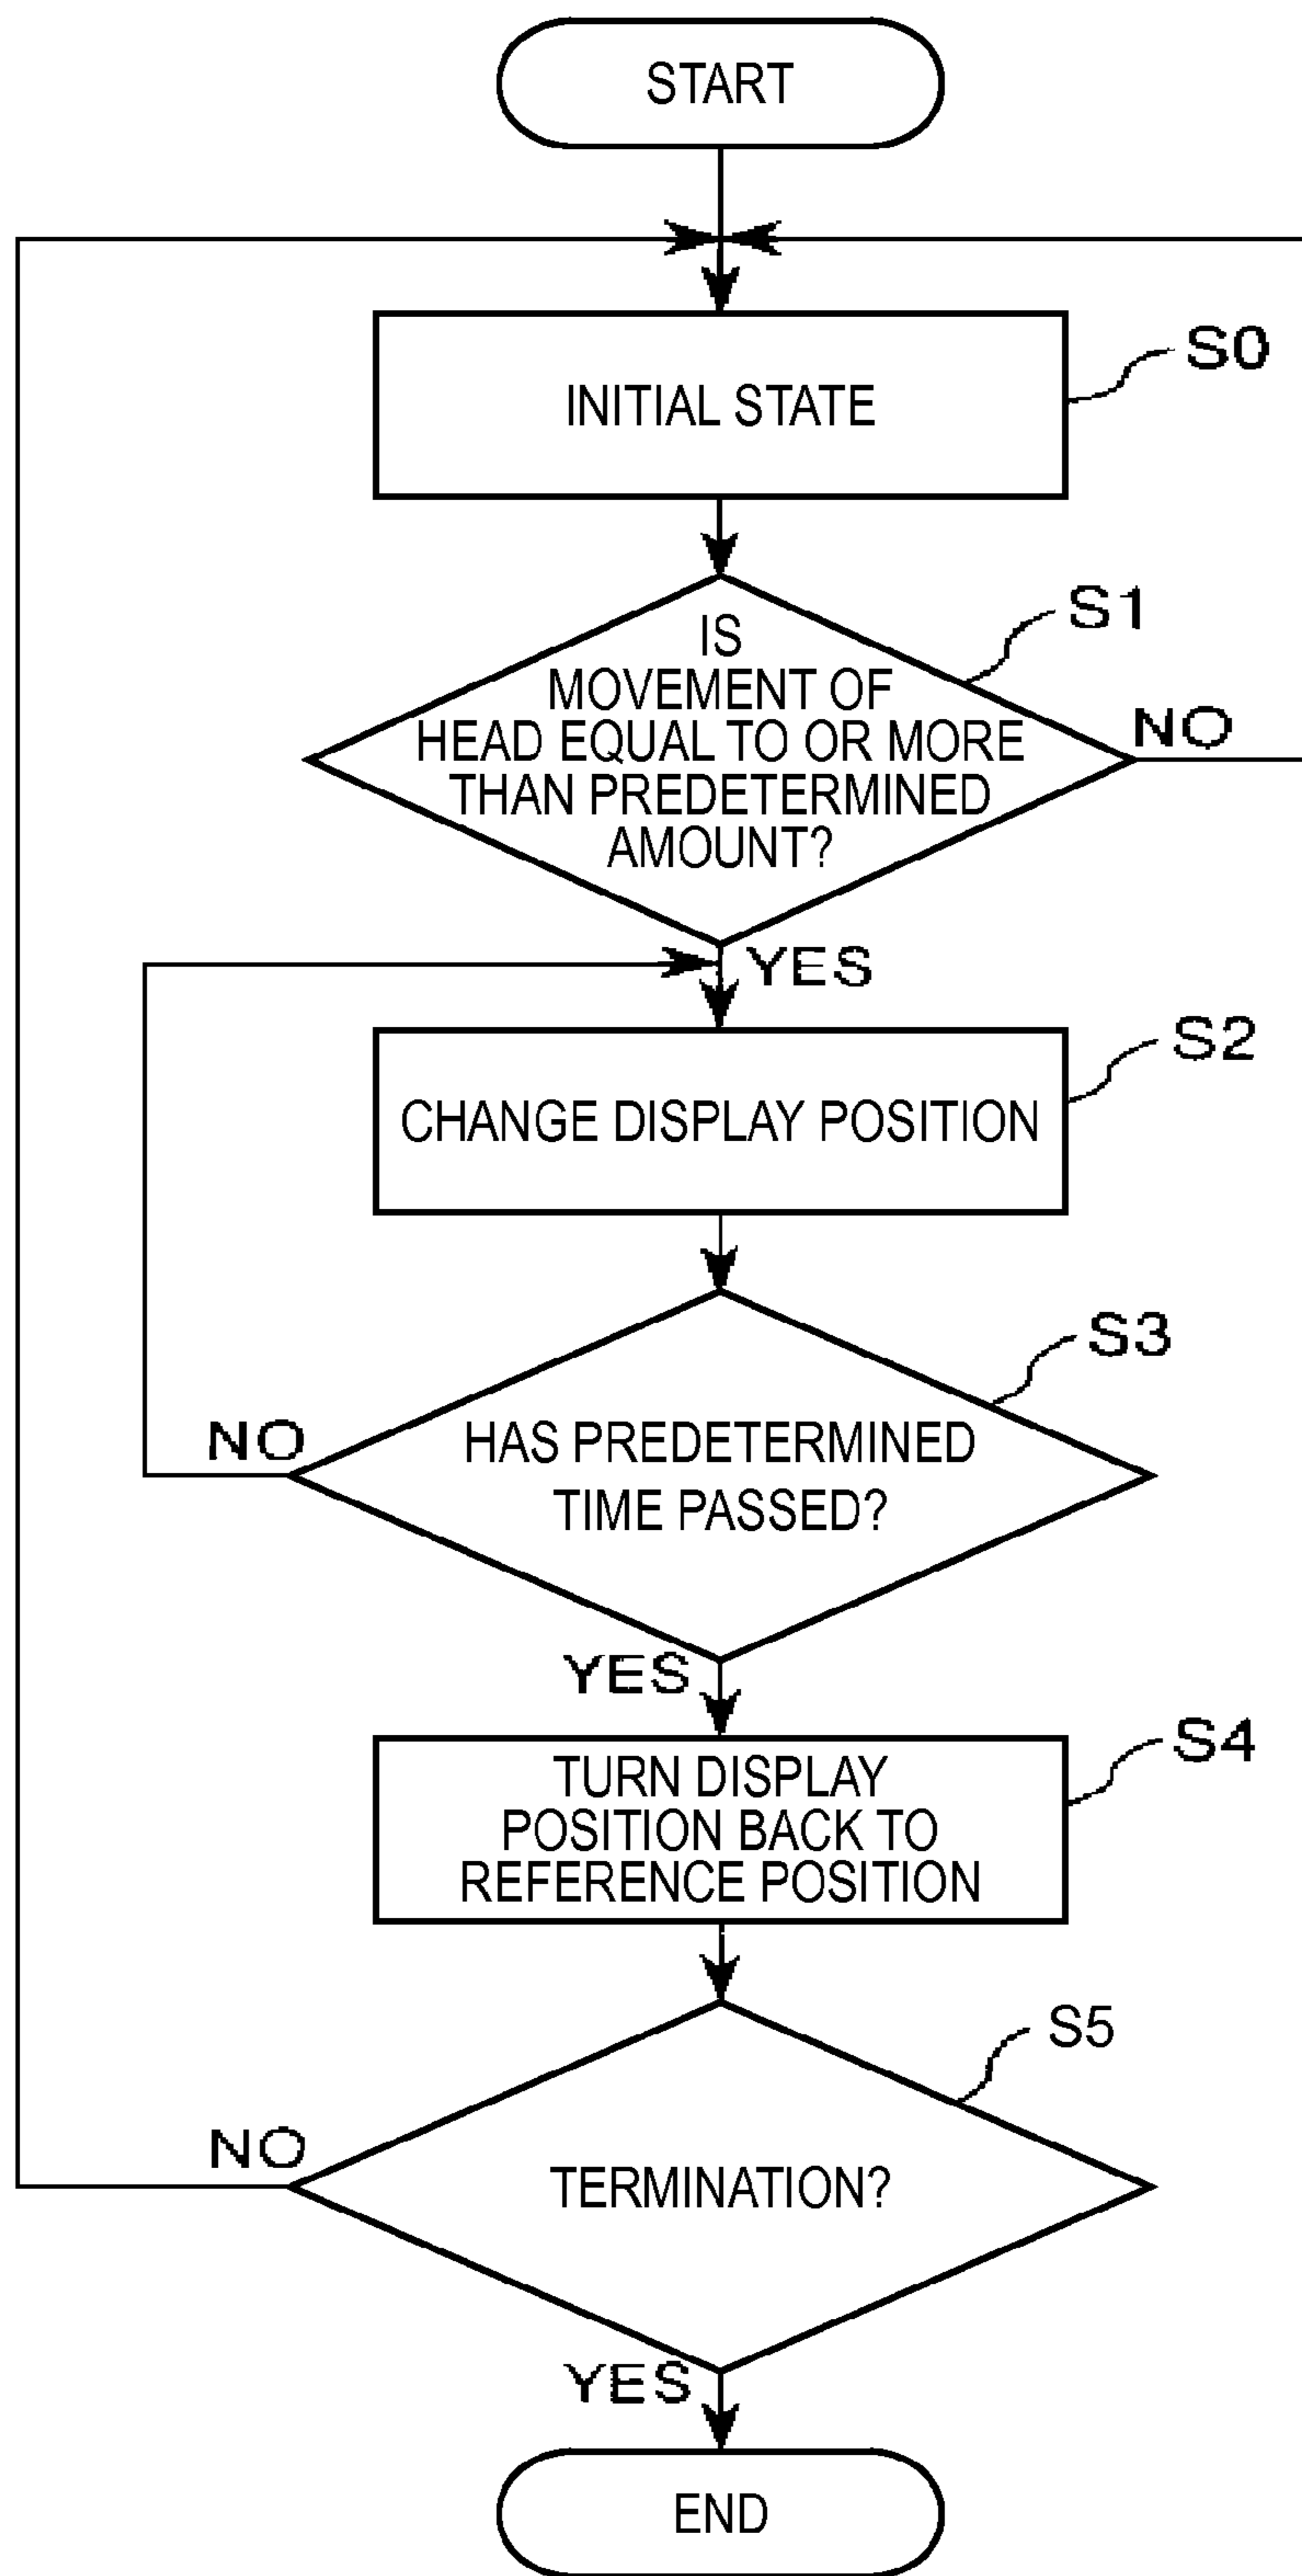 START
INITIAL STATE
S0
IS
MOVEMENT OF
HEAD EQUAL TO OR MORE
THAN PREDETERMINED
AMOUNT?
S1
NO
YES
CHANGE DISPLAY POSITION
S2
HAS PREDETERMINED
TIME PASSED?
S3
NO
YES
TURN DISPLAY
POSITION BACK TO
REFERENCE POSITION
S4
TERMINATION?
S5
NO
YES
END